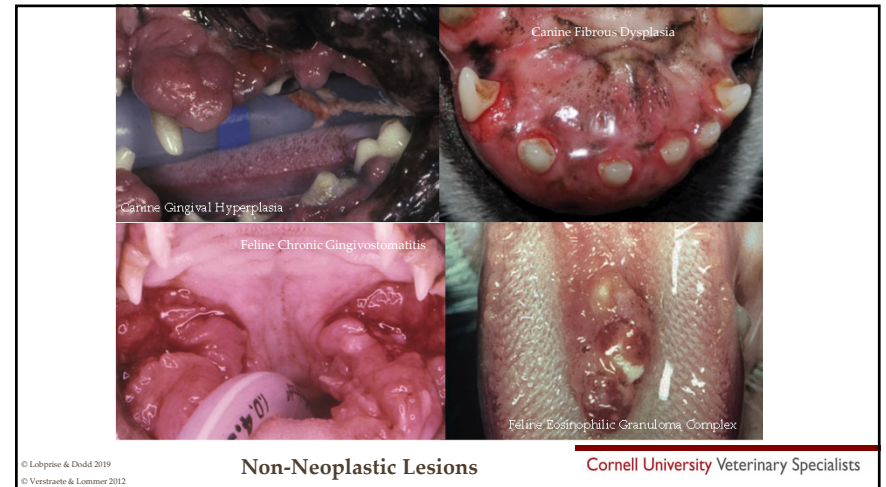 Canine Fibrous Dysplasia
Canine Gingival Hyperplasia
Feline Chronic Gingivostomatitis
I.D. 4.
Feline Eosinophilic Granuloma Complex
© Lobprise & Dodd 2019
© Verstraete & Lommer 2012
Non-Neoplastic Lesions
Cornell University Veterinary Specialists